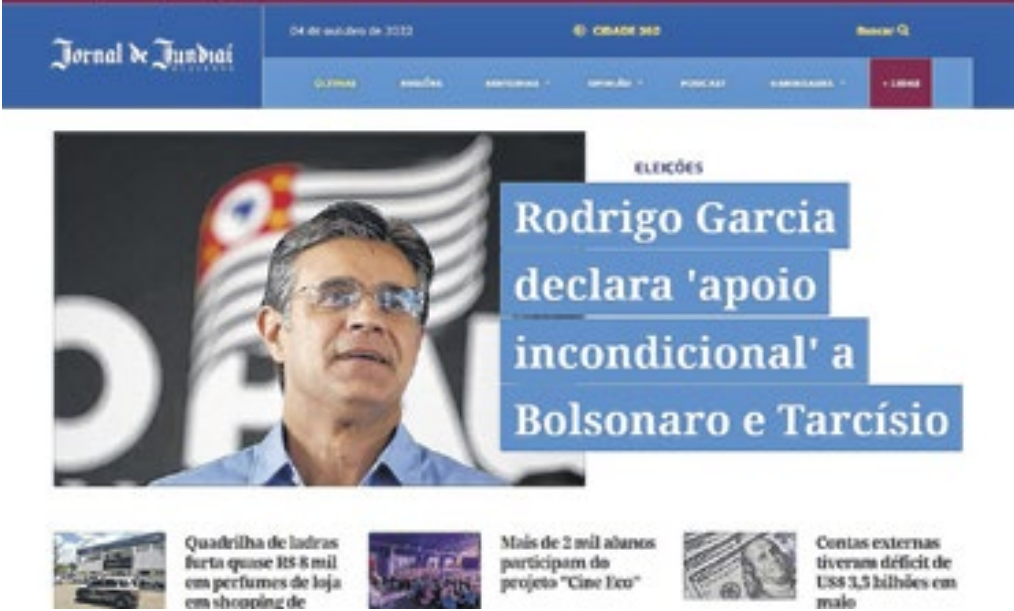 Jornal de Jundiaí
04 de outubro de 2022
CIDADE 360
Buscar
ÚLTIMAS
OPINIÃO
PODCAST
+ LIDAS
ELEIÇÕES
Rodrigo Garcia
declara 'apoio
incondicional' a
Bolsonaro e Tarcísio
Quadrilha de ladras
furta quase R$ 8 mil
em perfumes de loja
em shopping de
Mais de 2 mil alunos
participam do
projeto "Cine Eco"
Contas externas
tiveram déficit de
US$ 3,5 bilhões em
maio